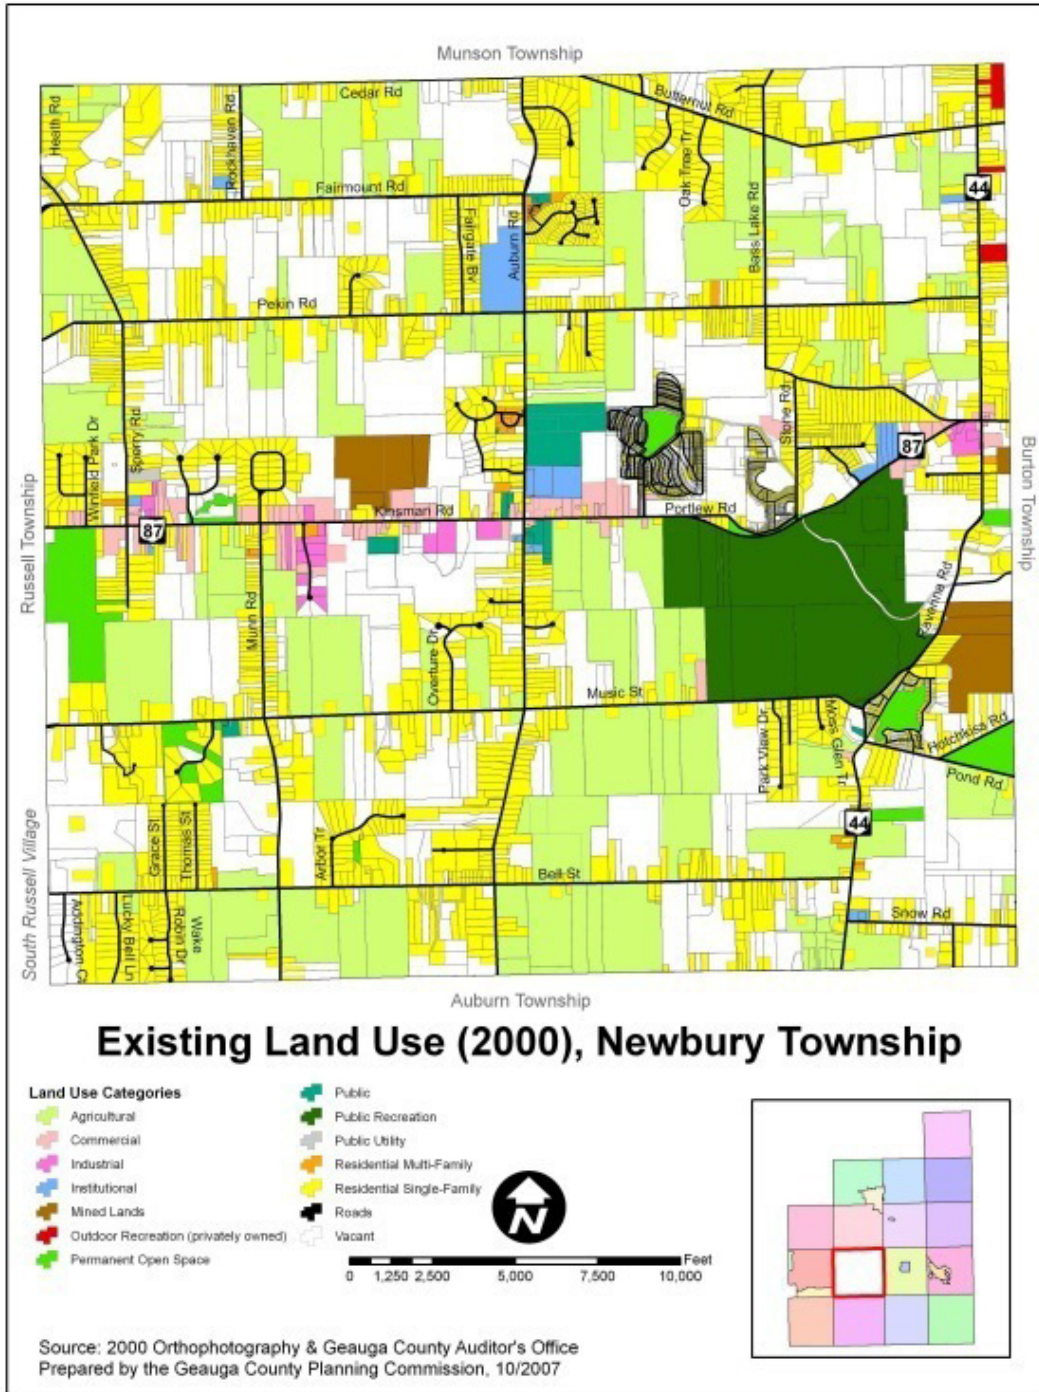 Munson Township
Cedar Rd
Butternut Rd
Heath Rd
Rockhaven Rd
Oak Tree Tr
Fairmount Rd
44
Bass Lake Rd
Auburn Rd
Fairgate Bv
Pekin Rd
Stone Rd
Sperry Rd
Winfield Park Dr
87
Burton Township
Russell Township
Kinsman Rd
Portlew Rd
87
Ravenna Rd
Munn Rd
Overture Dr
Music St
Park View Dr
Moss Glen Tr
Hotchkiss Rd
Pond Rd
44
South Russell Village
Grace St
Thomas St
Arbor Tr
Bell St
Addington Ct
Lucky Bell Ln
Robin Dr
Wake
Snow Rd
Auburn Township
Existing Land Use (2000), Newbury Township
Land Use Categories
Agricultural
Commercial
Industrial
Institutional
Mined Lands
Outdoor Recreation (privately owned)
Permanent Open Space
Public
Public Recreation
Public Utility
Residential Multi-Family
Residential Single-Family
Roads
Vacant
N
Feet
0 1,250 2,500 5,000 7,500 10,000
Source: 2000 Orthophotography & Geauga County Auditor's Office
Prepared by the Geauga County Planning Commission, 10/2007